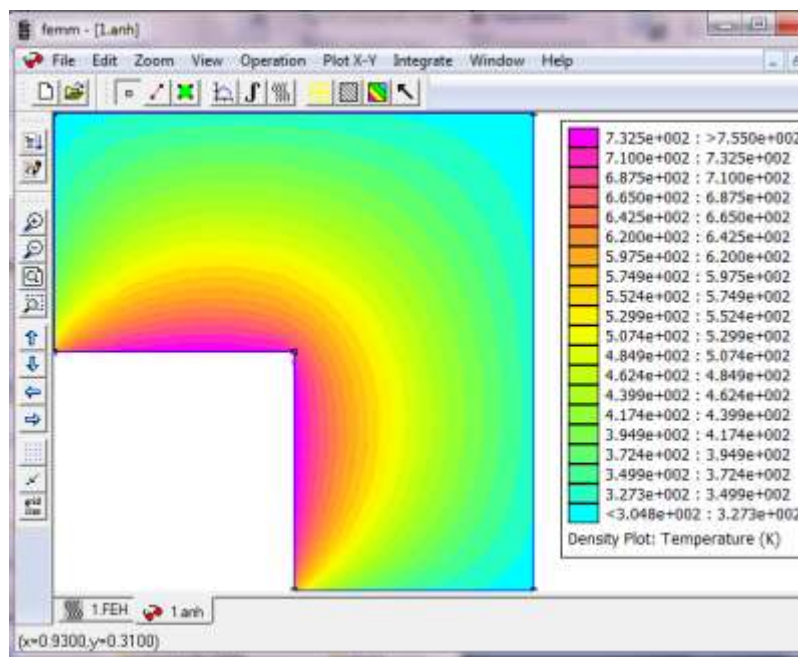 femm - [1.anh]
File Edit Zoom View Operation Plot X-Y Integrate Window Help
7.325e+002 : >7.550e+002
7.100e+002 : 7.325e+002
6.875e+002 : 7.100e+002
6.650e+002 : 6.875e+002
6.425e+002 : 6.650e+002
6.200e+002 : 6.425e+002
5.975e+002 : 6.200e+002
5.749e+002 : 5.975e+002
5.524e+002 : 5.749e+002
5.299e+002 : 5.524e+002
5.074e+002 : 5.299e+002
4.849e+002 : 5.074e+002
4.624e+002 : 4.849e+002
4.399e+002 : 4.624e+002
4.174e+002 : 4.399e+002
3.949e+002 : 4.174e+002
3.724e+002 : 3.949e+002
3.499e+002 : 3.724e+002
3.273e+002 : 3.499e+002
<3.048e+002 : 3.273e+002
Density Plot: Temperature (K)
1.FEH 1.anh
(x=0.9300,y=0.3100)